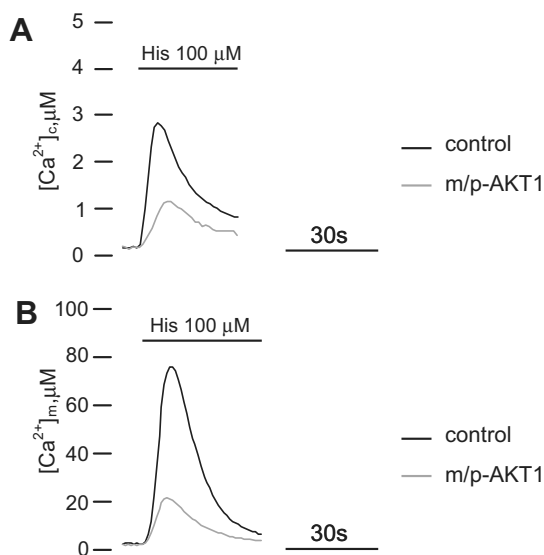 A
5
4
3
2
1
0
[Ca2+]c,μM
His 100 μM
control
m/p-AKT1
30s
B
100
80
60
40
20
0
[Ca2+]m,μM
His 100 μM
control
m/p-AKT1
30s